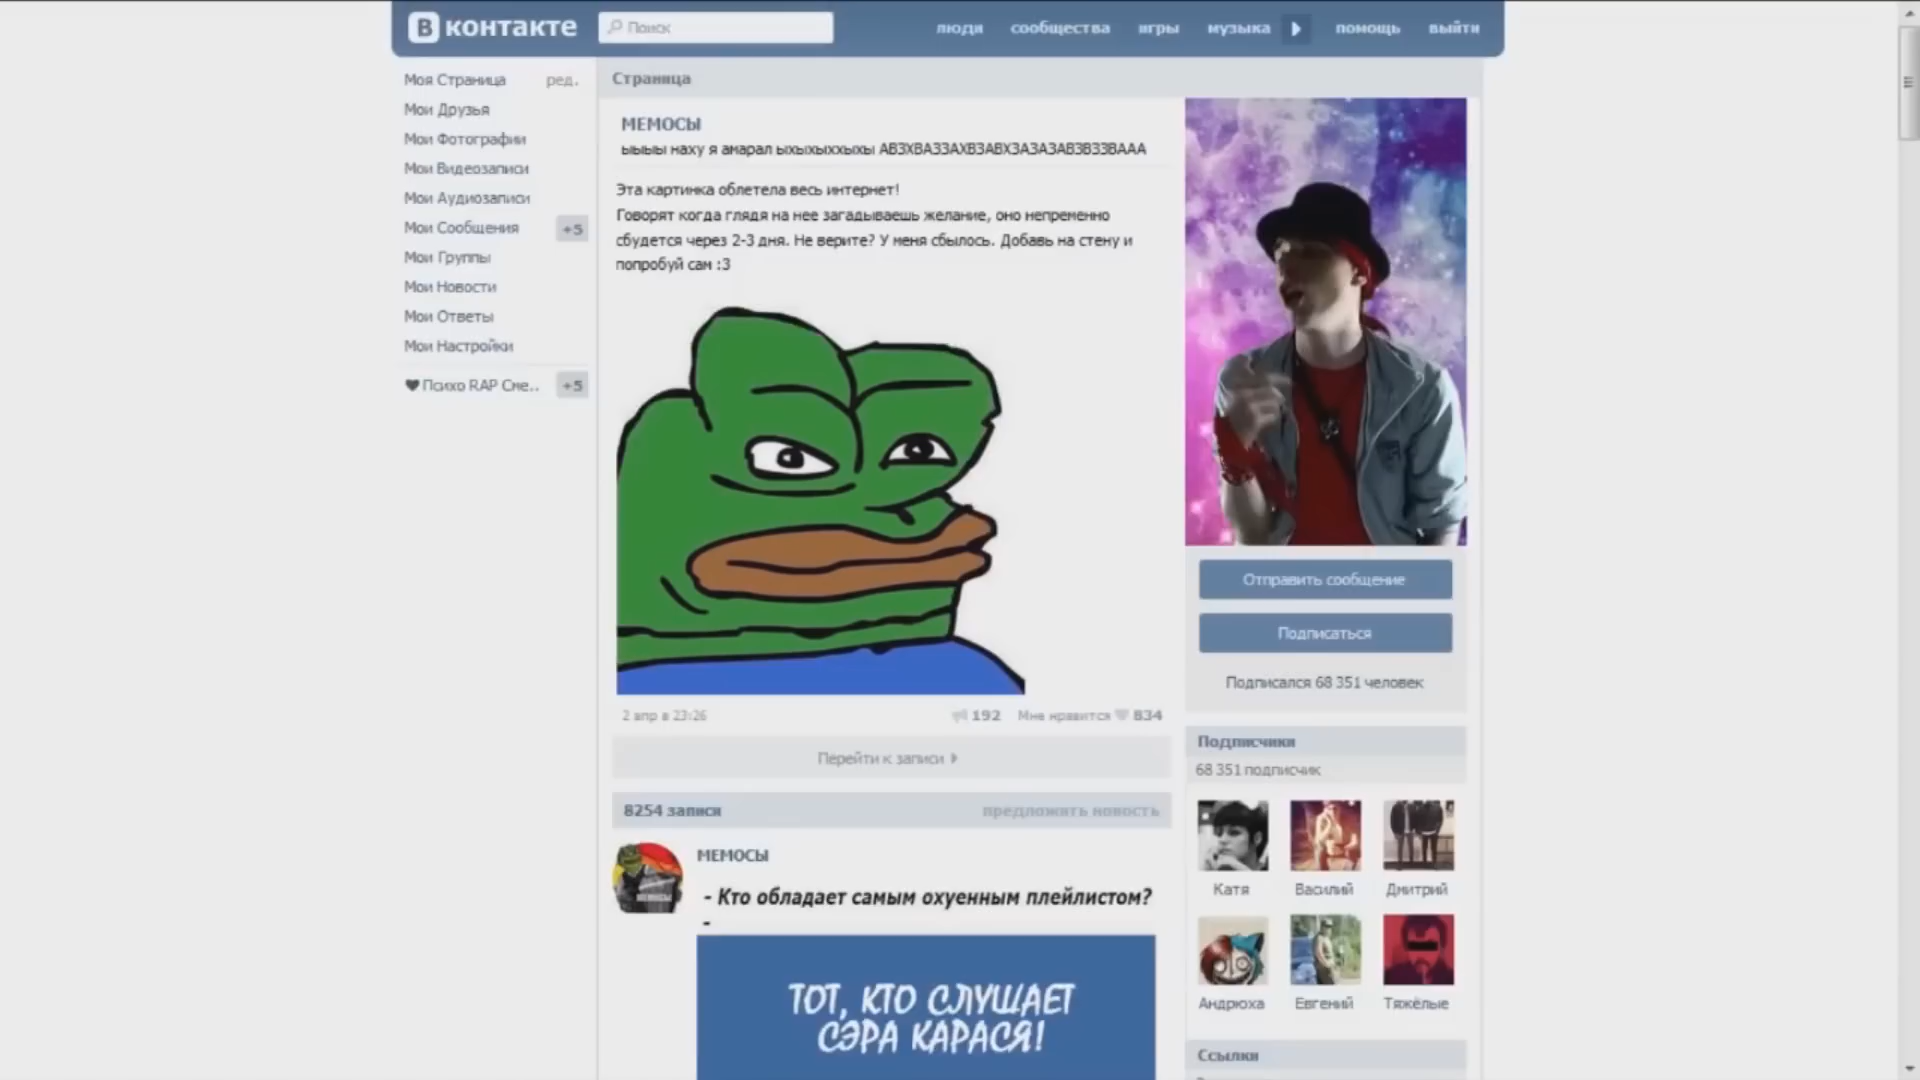 В контакте
Поиск
люди
сообщества
игры
музыка
помощь
выйти
Моя Страница
ред.
Мои Друзья
Мои Фотографии
Мои Видеозаписи
Мои Аудиозаписи
Мои Сообщения
+5
Мои Группы
Мои Новости
Мои Ответы
Мои Настройки
Психо RAP Сме..
+5
Страница
МЕМОСЫ
ыыыы наху я амарал ыхыхыххыхы АВЗХВАЗЗАХВЗАВХЗАЗАЗАВЗВЗЗВААА
Эта картинка облетела весь интернет!
Говорят когда глядя на нее загадываешь желание, оно непременно
сбудется через 2-3 дня. Не верите? У меня сбылось. Добавь на стену и
попробуй сам :3
2 апр в 23:26
192
Мне нравится 834
Перейти к записи
8254 записи
предложить новость
МЕМОСЫ
- Кто обладает самым охуенным плейлистом?
-
ТОТ, КТО СЛУШАЕТ
СЭРА КАРАСЯ!
Отправить сообщение
Подписаться
Подписался 68 351 человек
Подписчики
68 351 подписчик
Катя
Василий
Дмитрий
Андрюха
Евгений
Тяжёлые
Ссылки